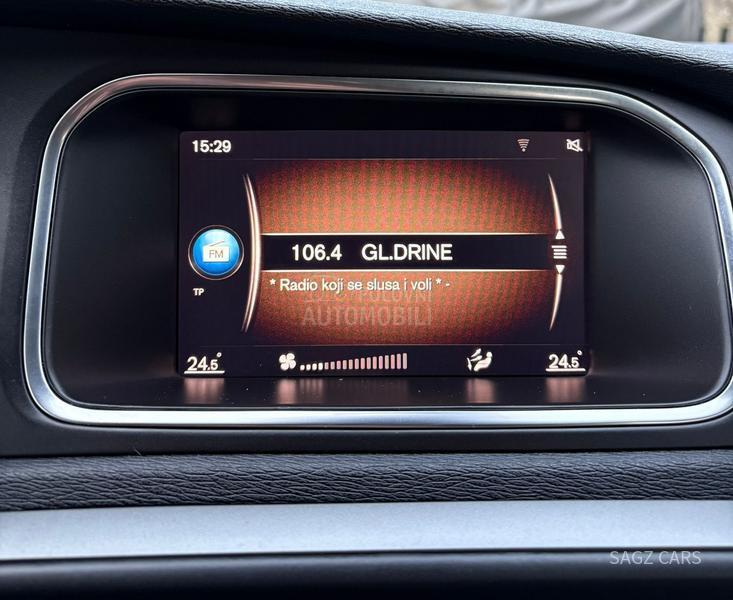 15:29
FM
106.4 GL.DRINE
TP
* Radio koji se slusa i voli * -
POLOVNI
AUTOMOBILI
24.5° 24.5°
SAGZ CARS